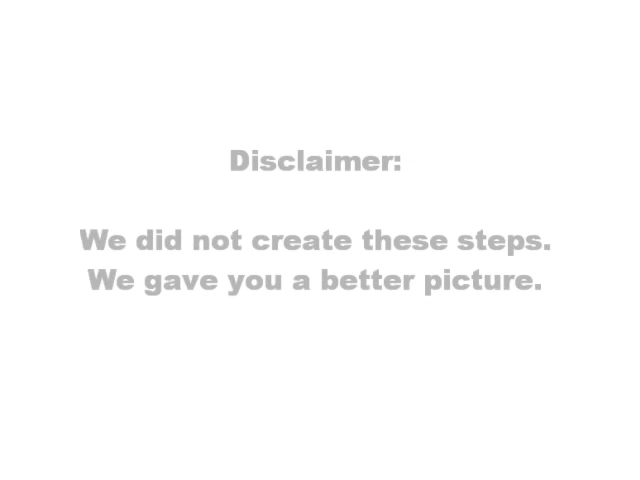 Disclaimer:
We did not create these steps.
We gave you a better picture.